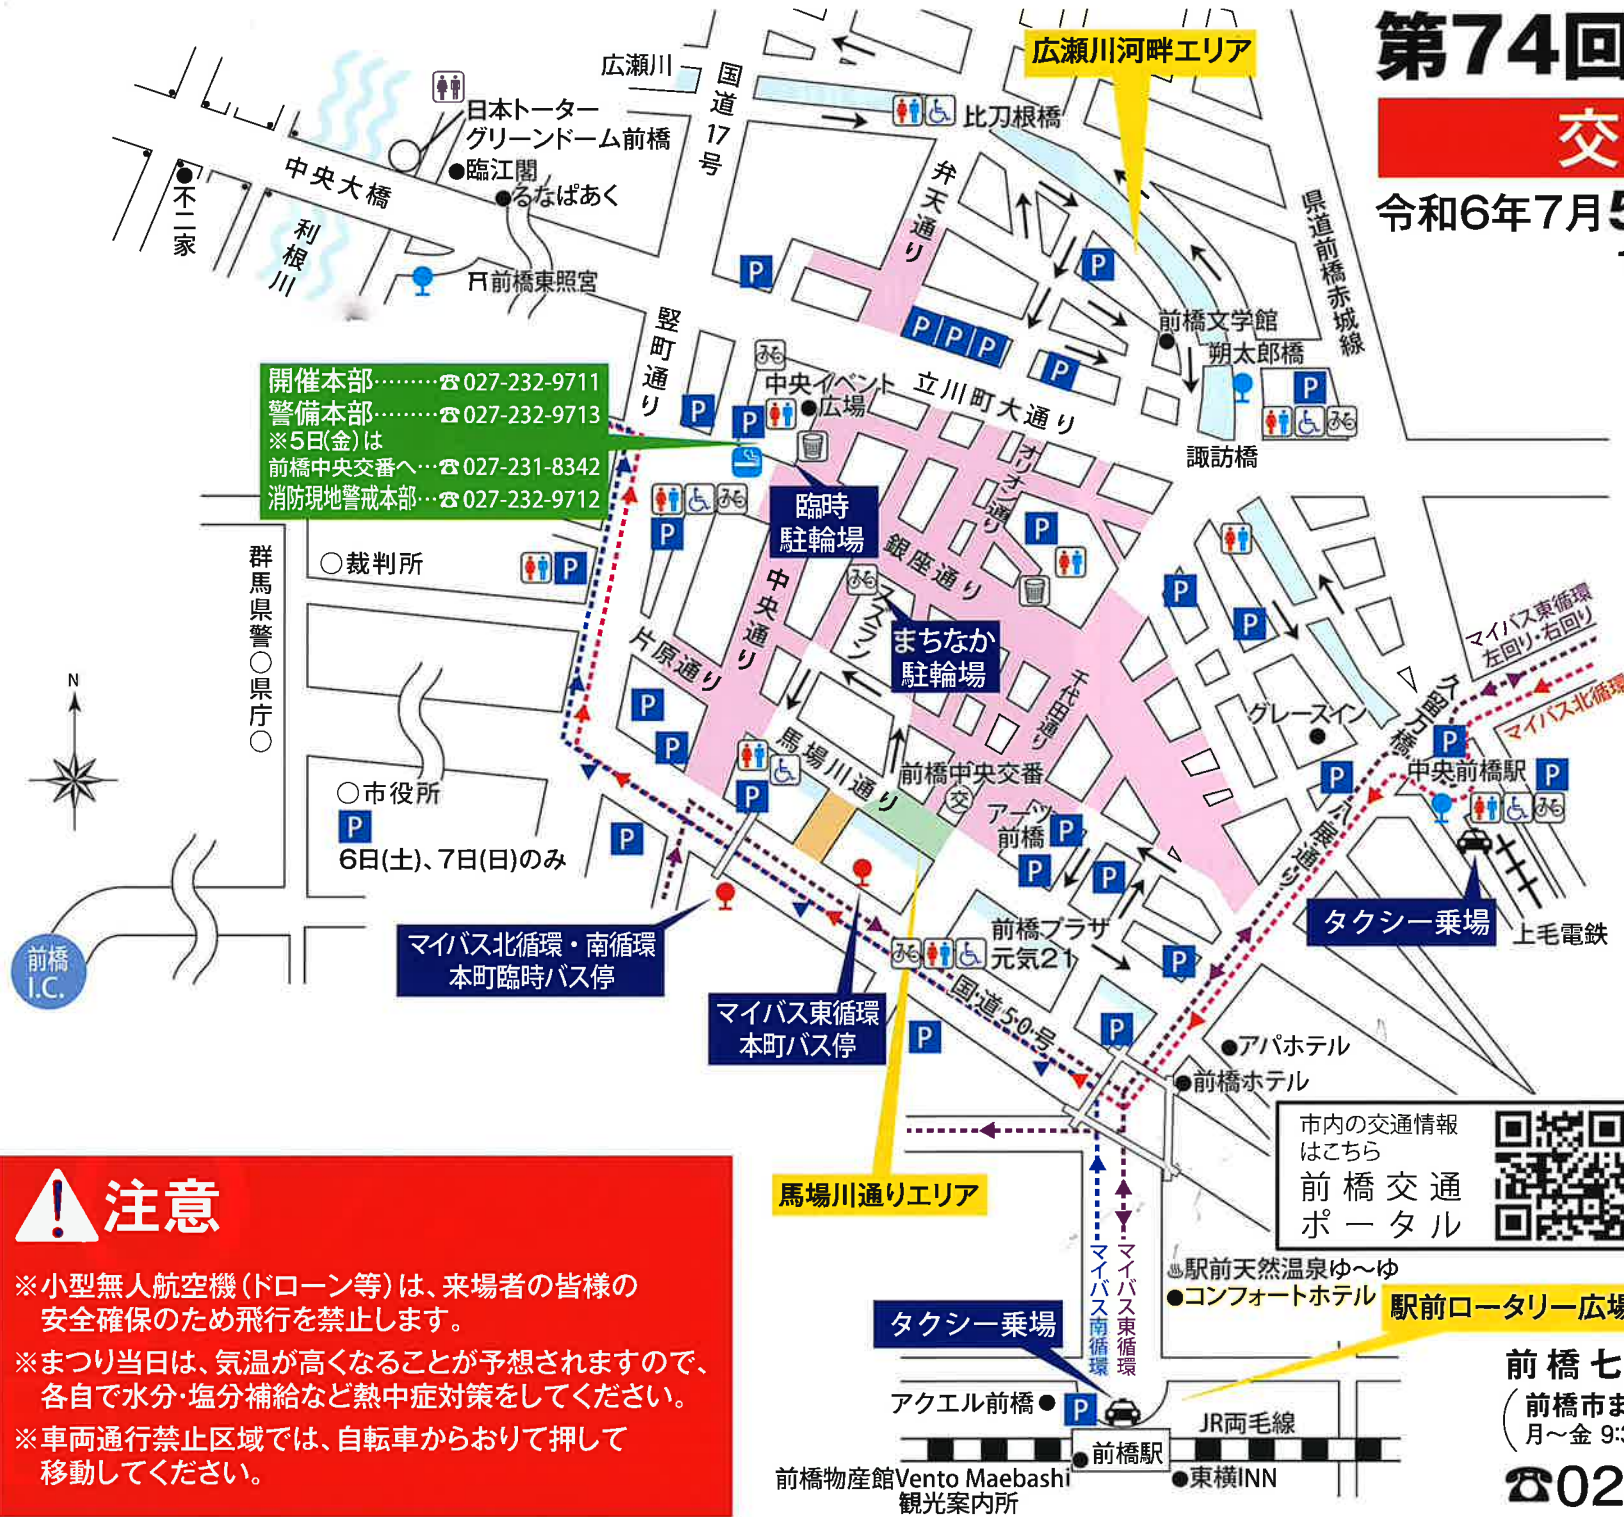 第74回
交
令和6年7月5
広瀬川河畔エリア
広瀬川
国道17号
日本トーター
グリーンドーム前橋
臨江閣
るなぱあく
中央大橋
不二家
利根川
前橋東照宮
比刀根橋
弁天通り
県道前橋赤城線
竪町通り
P
P
P P P
P
前橋文学館
朔太郎橋
P
諏訪橋
立川町大通り
中央イベント
広場
P
P
開催本部………☎027-232-9711
警備本部………☎027-232-9713
※5日(金)は
前橋中央交番へ…☎027-231-8342
消防現地警戒本部…☎027-232-9712
臨時
駐輪場
オリオン通り
銀座通り
P
P
P
裁判所
群馬県警
県庁
中央通り
スズラン
まちなか
駐輪場
片原通り
千代田通り
P
P
マイバス東循環
左回り・右回り
マイバス北循環
久留万橋
グレースイン
P
P
N
市役所
P
6日(土)、7日(日)のみ
P
P
P
馬場川通り
前橋中央交番
交
アーツ
前橋
P
P
P
P
中央前橋駅
P
八展通り
タクシー乗場
上毛電鉄
前橋
I.C.
マイバス北循環・南循環
本町臨時バス停
マイバス東循環
本町バス停
前橋プラザ
元気21
P
国道50号
P
P
アパホテル
前橋ホテル
市内の交通情報
はこちら
前橋交通
ポータル
馬場川通りエリア
注意
※小型無人航空機(ドローン等)は、来場者の皆様の
安全確保のため飛行を禁止します。
※まつり当日は、気温が高くなることが予想されますので、
各自で水分・塩分補給など熱中症対策をしてください。
※車両通行禁止区域では、自転車からおりて押して
移動してください。
マイバス南循環
マイバス東循環
駅前天然温泉ゆ〜ゆ
コンフォートホテル
駅前ロータリー広場
タクシー乗場
アクエル前橋
P
JR両毛線
前橋駅
前橋物産館Vento Maebashi
観光案内所
東横INN
前橋七
前橋市ま
月〜金 9:3
☎02